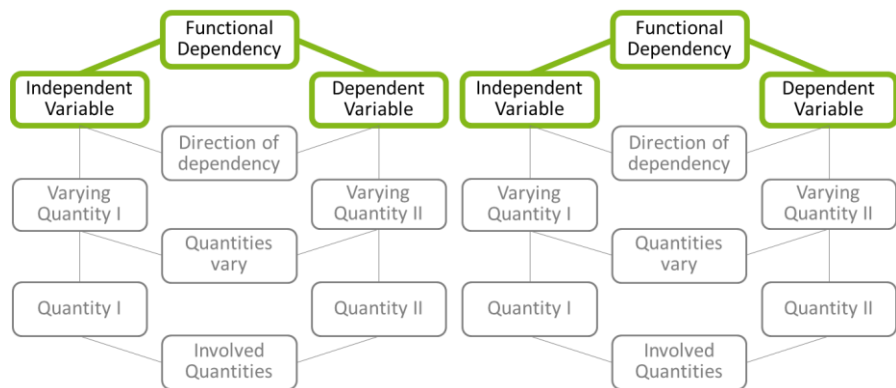 Functional
Dependency
Independent
Variable
Dependent
Variable
Direction of
dependency
Varying
Quantity I
Varying
Quantity II
Quantities
vary
Quantity I
Quantity II
Involved
Quantities
Functional
Dependency
Independent
Variable
Dependent
Variable
Direction of
dependency
Varying
Quantity I
Varying
Quantity II
Quantities
vary
Quantity I
Quantity II
Involved
Quantities